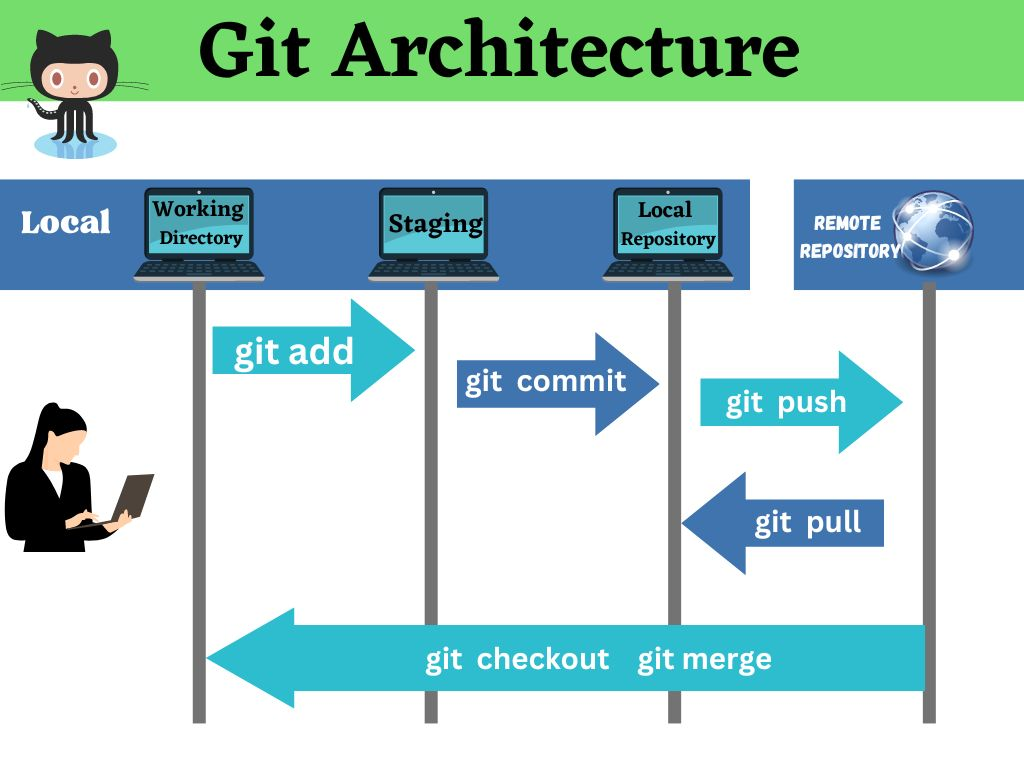 Git Architecture
Local
Working
Directory
Staging
Local
Repository
REMOTE
REPOSITORY
git add
git commit
git push
git pull
git checkout git merge